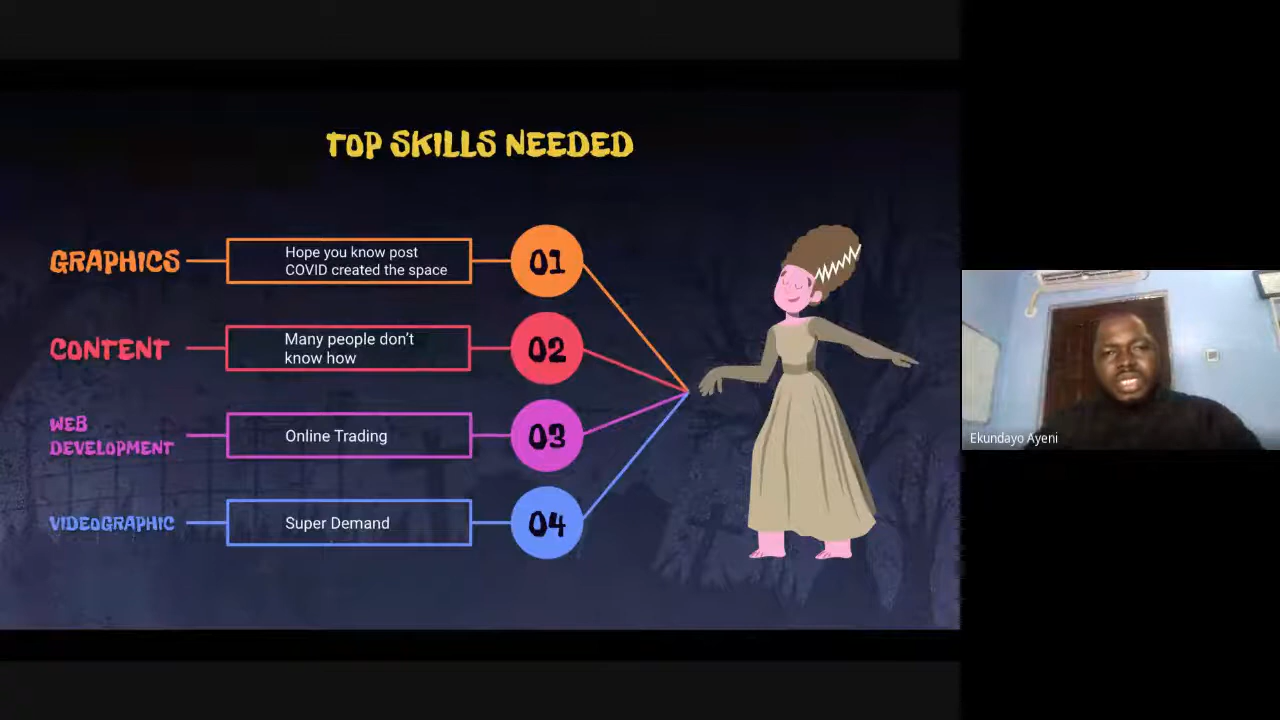 TOP SKILLS NEEDED
GRAPHICS
Hope you know post
COVID created the space
01
CONTENT
Many people don't
know how
02
WEB
DEVELOPMENT
Online Trading
03
VIDEOGRAPHIC
Super Demand
04
Ekundayo Ayeni